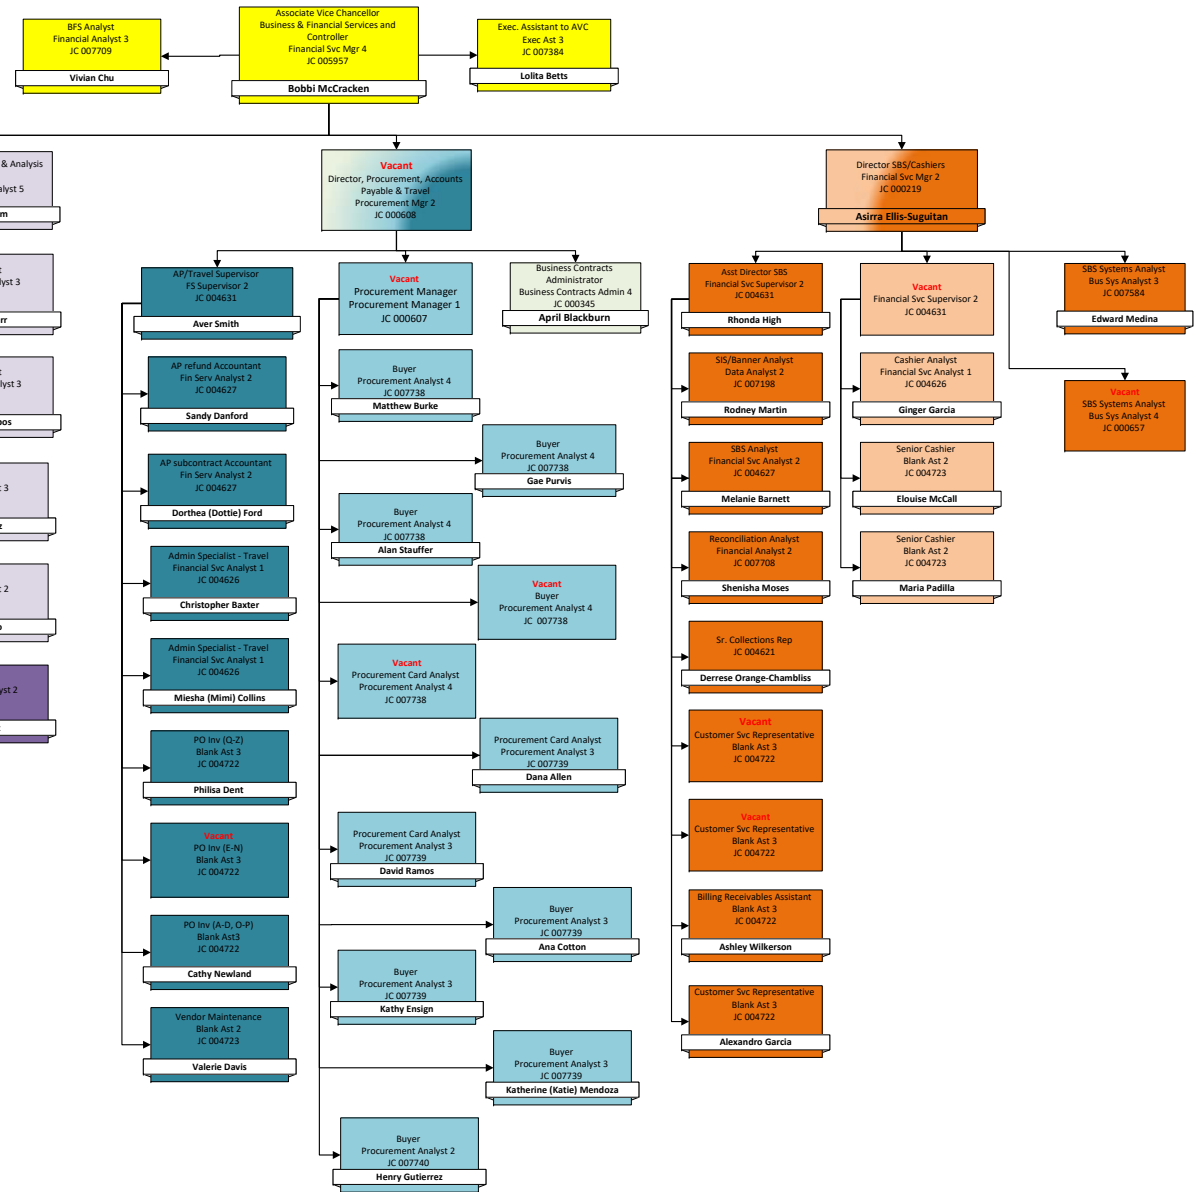 BFS Analyst
Financial Analyst 3
JC 007709
Vivian Chu
Associate Vice Chancellor
Business & Financial Services and
Controller
Financial Svc Mgr 4
JC 005957
Bobbi McCracken
Exec. Assistant to AVC
Exec Ast 3
JC 007384
Lolita Betts
& Analysis
alyst 5
m
t
lyst 3
rr
t
lyst 3
oos
t 3
z
t 2
o
yst 2
Vacant
Director, Procurement, Accounts
Payable & Travel
Procurement Mgr 2
JC 000608
Director SBS/Cashiers
Financial Svc Mgr 2
JC 000219
Asirra Ellis-Suguitan
AP/Travel Supervisor
FS Supervisor 2
JC 004631
Aver Smith
AP refund Accountant
Fin Serv Analyst 2
JC 004627
Sandy Danford
AP subcontract Accountant
Fin Serv Analyst 2
JC 004627
Dorthea (Dottie) Ford
Admin Specialist - Travel
Financial Svc Analyst 1
JC 004626
Christopher Baxter
Admin Specialist - Travel
Financial Svc Analyst 1
JC 004626
Miesha (Mimi) Collins
PO Inv (Q-Z)
Blank Ast 3
JC 004722
Philisa Dent
Vacant
PO Inv (E-N)
Blank Ast 3
JC 004722
PO Inv (A-D, O-P)
Blank Ast3
JC 004722
Cathy Newland
Vendor Maintenance
Blank Ast 2
JC 004723
Valerie Davis
Vacant
Procurement Manager
Procurement Manager 1
JC 000607
Buyer
Procurement Analyst 4
JC 007738
Matthew Burke
Buyer
Procurement Analyst 4
JC 007738
Gae Purvis
Buyer
Procurement Analyst 4
JC 007738
Alan Stauffer
Vacant
Buyer
Procurement Analyst 4
JC 007738
Vacant
Procurement Card Analyst
Procurement Analyst 4
JC 007738
Procurement Card Analyst
Procurement Analyst 3
JC 007739
Dana Allen
Procurement Card Analyst
Procurement Analyst 3
JC 007739
David Ramos
Buyer
Procurement Analyst 3
JC 007739
Ana Cotton
Buyer
Procurement Analyst 3
JC 007739
Kathy Ensign
Buyer
Procurement Analyst 3
JC 007739
Katherine (Katie) Mendoza
Buyer
Procurement Analyst 2
JC 007740
Henry Gutierrez
Business Contracts
Administrator
Business Contracts Admin 4
JC 000345
April Blackburn
Asst Director SBS
Financial Svc Supervisor 2
JC 004631
Rhonda High
SIS/Banner Analyst
Data Analyst 2
JC 007198
Rodney Martin
SBS Analyst
Financial Svc Analyst 2
JC 004627
Melanie Barnett
Reconciliation Analyst
Financial Analyst 2
JC 007708
Shenisha Moses
Sr. Collections Rep
JC 004621
Derrese Orange-Chambliss
Vacant
Customer Svc Representative
Blank Ast 3
JC 004722
Vacant
Customer Svc Representative
Blank Ast 3
JC 004722
Billing Receivables Assistant
Blank Ast 3
JC 004722
Ashley Wilkerson
Customer Svc Representative
Blank Ast 3
JC 004722
Alexandro Garcia
Vacant
Financial Svc Supervisor 2
JC 004631
Cashier Analyst
Financial Svc Analyst 1
JC 004626
Ginger Garcia
Senior Cashier
Blank Ast 2
JC 004723
Elouise McCall
Senior Cashier
Blank Ast 2
JC 004723
Maria Padilla
SBS Systems Analyst
Bus Sys Analyst 3
JC 007584
Edward Medina
Vacant
SBS Systems Analyst
Bus Sys Analyst 4
JC 000657